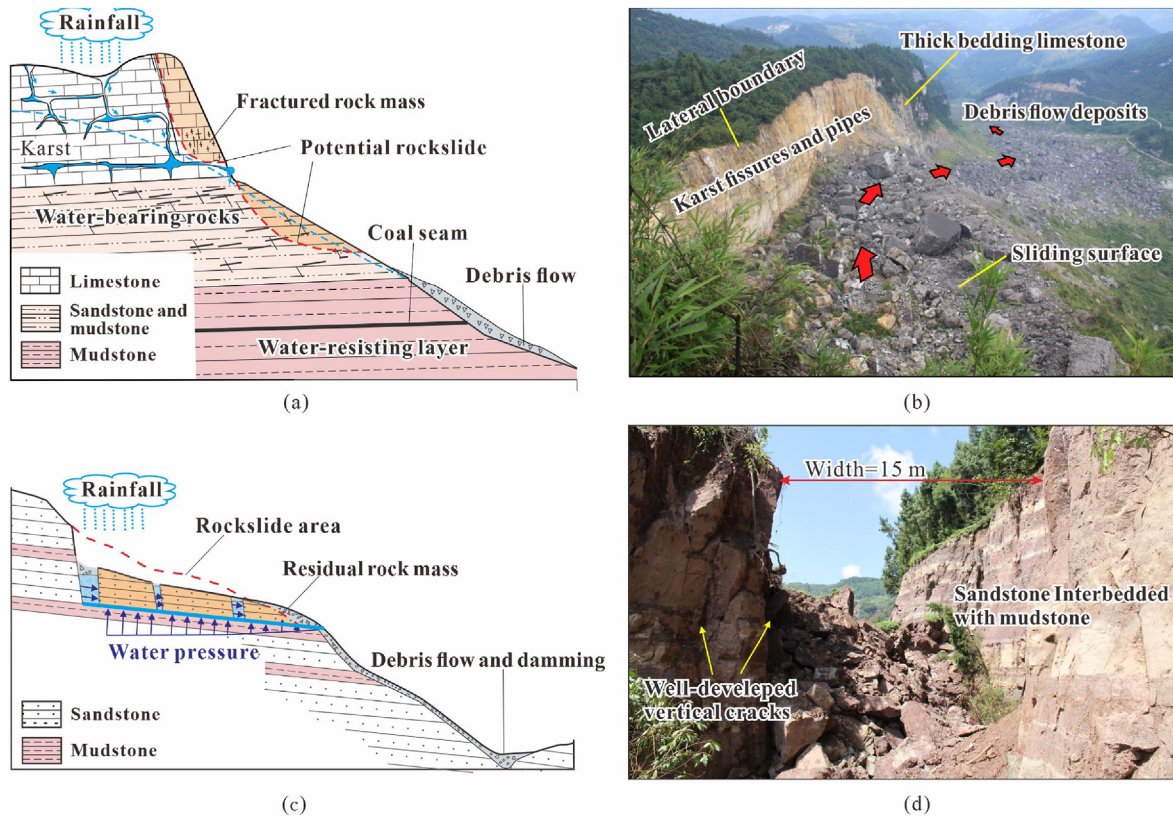 Rainfall
Fractured rock mass
Karst
Potential rockslide
Water-bearing rocks
Coal seam
Limestone
Debris flow
Sandstone and
mudstone
Mudstone
Water-resisting layer
(a)
Thick bedding limestone
Lateral boundary
Debris flow deposits
Karst fissures and pipes
Sliding surface
(b)
Rainfall
Rockslide area
Residual rock mass
Water pressure
Debris flow and damming
Sandstone
Mudstone
(c)
Width=15 m
Sandstone Interbedded
with mudstone
Well-develeped
vertical cracks
(d)